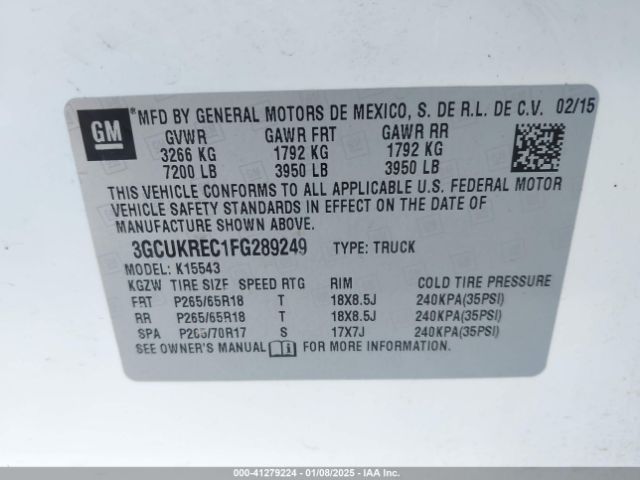 GM
*MFD BY GENERAL MOTORS DE MEXICO, S. DE R.L. DE C.V. 02/15
GVWR GAWR FRT GAWR RR
3266 KG 1792 KG 1792 KG
7200 LB 3950 LB 3950 LB
THIS VEHICLE CONFORMS TO ALL APPLICABLE U.S. FEDERAL MOTOR
VEHICLE SAFETY STANDARDS IN EFFECT ON THE DATE OF
MANUFACTURE SHOWN ABOVE.
3GCUKREC1FG289249 TYPE: TRUCK
MODEL: K15543
KGZW TIRE SIZE SPEED RTG RIM COLD TIRE PRESSURE
FRT P265/65R18 T 18X8.5J 240KPA(35PSI)
RR P265/65R18 T 18X8.5J 240KPA(35PSI)
SPA P265/70R17 S 17X7J 240KPA(35PSI)
SEE OWNER'S MANUAL FOR MORE INFORMATION.
000-41279224 | 01/08/2025 | IAA Inc.